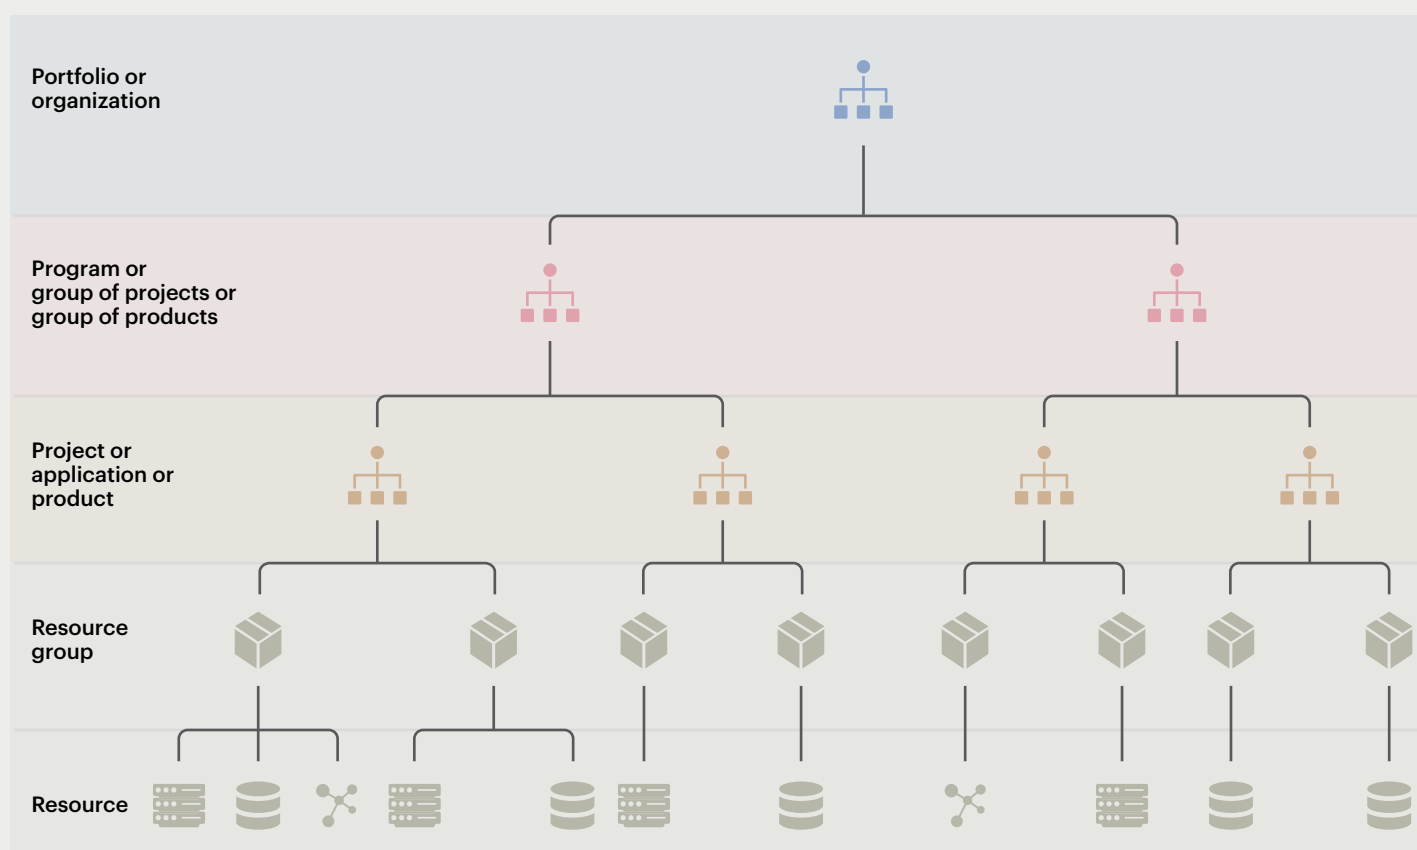 Portfolio or
organization
Program or
group of projects or
group of products
Project or
application or
product
Resource
group
Resource